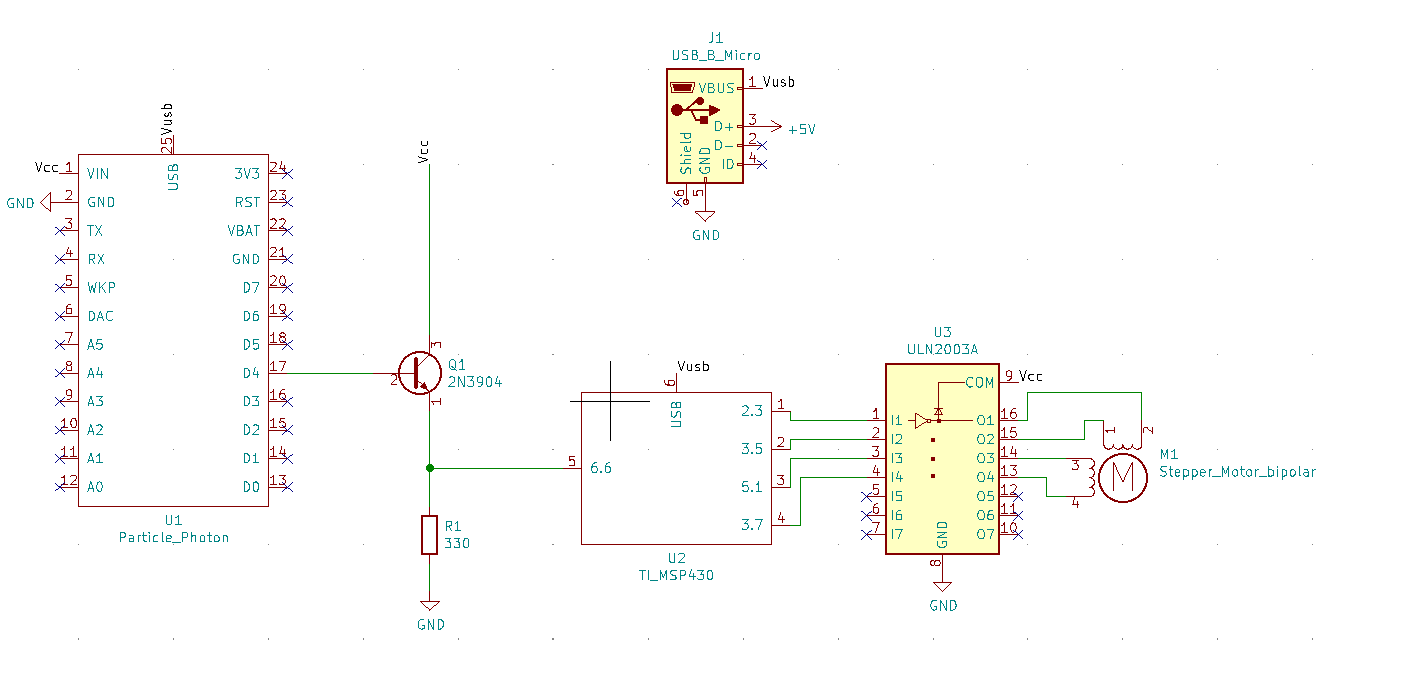 J1
USB_B_Micro
VBUS 1 Vusb
D+ 3 +5V
D- 2
ID 4
Shield
GND
6
5
GND
25 Vusb
USB
Vcc 1 VIN
GND 2 GND
3 TX
4 RX
5 WKP
6 DAC
7 A5
8 A4
9 A3
10 A2
11 A1
12 A0
3V3 24
RST 23
VBAT 22
GND 21
D7 20
D6 19
D5 18
D4 17
D3 16
D2 15
D1 14
D0 13
U1
Particle_Photon
Vcc
3
2
1
Q1
2N3904
R1
330
GND
Vusb
6
USB
5 6.6
2.3 1
3.5 2
5.1 3
3.7 4
U2
TI_MSP430
U3
ULN2003A
COM 9 Vcc
1 I1
2 I2
3 I3
4 I4
5 I5
6 I6
7 I7
O1 16
O2 15
O3 14
O4 13
O5 12
O6 11
O7 10
GND
8
GND
1
2
3
4
M
M1
Stepper_Motor_bipolar